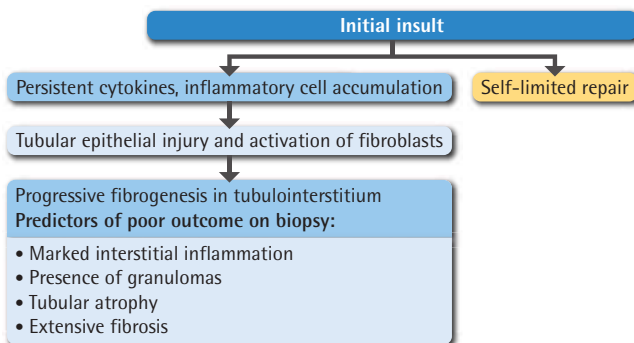 Initial insult
Persistent cytokines, inflammatory cell accumulation
Self-limited repair
Tubular epithelial injury and activation of fibroblasts
Progressive fibrogenesis in tubulointerstitium
Predictors of poor outcome on biopsy:
• Marked interstitial inflammation
• Presence of granulomas
• Tubular atrophy
• Extensive fibrosis